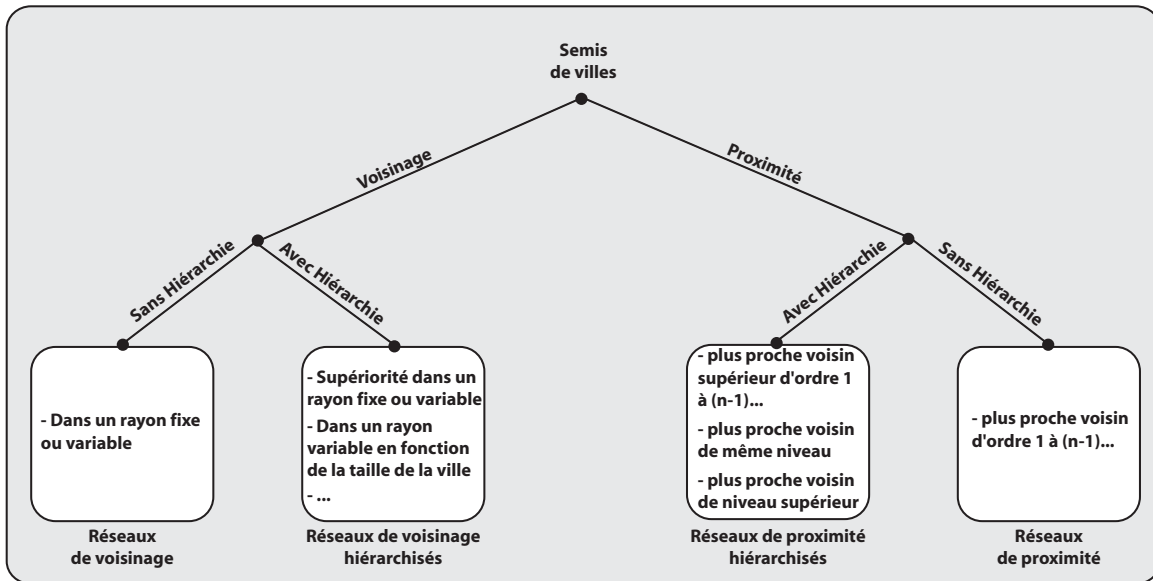 Semis
de villes
Voisinage
Proximité
Sans Hiérarchie
Avec Hiérarchie
Avec Hiérarchie
Sans Hiérarchie
- Dans un rayon fixe
ou variable
- Supériorité dans un
rayon fixe ou variable
- Dans un rayon
variable en fonction
de la taille de la ville
- ...
- plus proche voisin
supérieur d'ordre 1
à (n-1)...
- plus proche voisin
de même niveau
- plus proche voisin
de niveau supérieur
- plus proche voisin
d'ordre 1 à (n-1)...
Réseaux
de voisinage
Réseaux de voisinage
hiérarchisés
Réseaux de proximité
hiérarchisés
Réseaux
de proximité